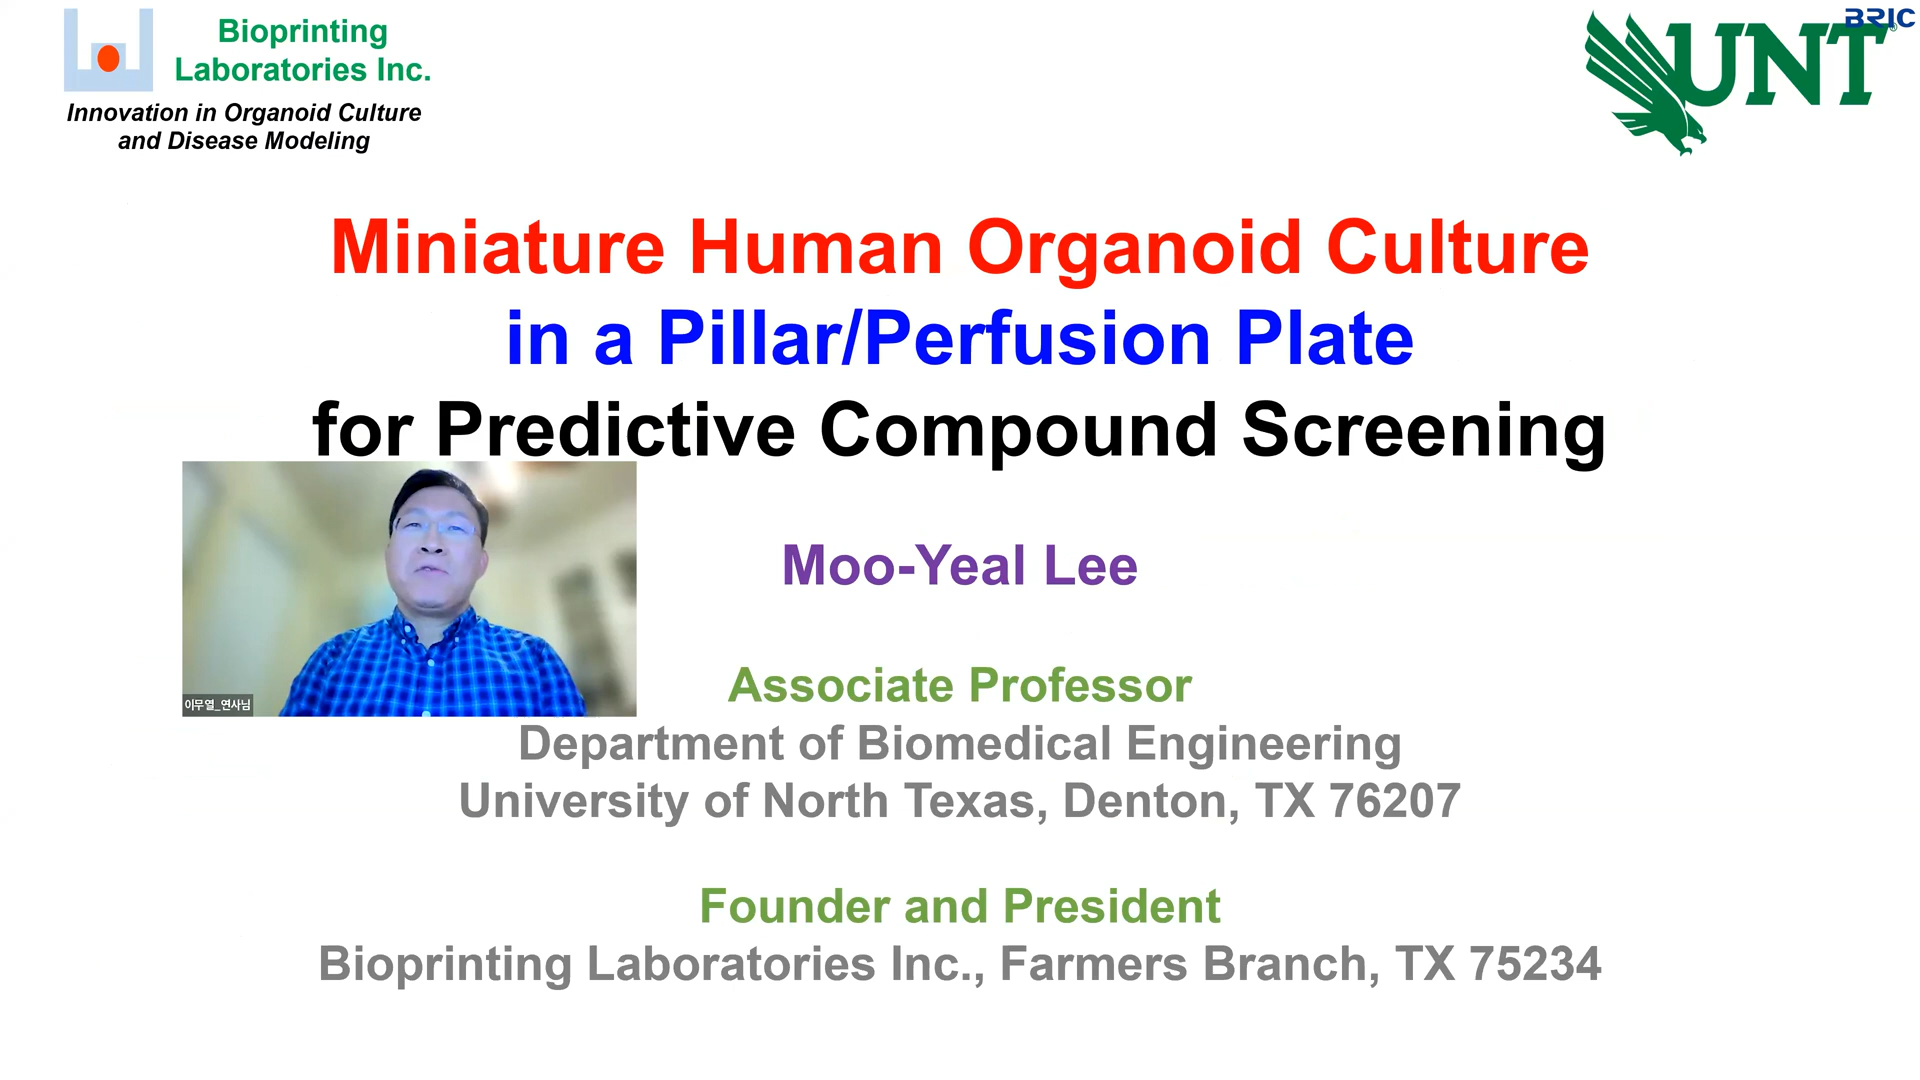 Bioprinting
Laboratories Inc.
Innovation in Organoid Culture
and Disease Modeling
UNT
®
BRIC
Miniature Human Organoid Culture
in a Pillar/Perfusion Plate
for Predictive Compound Screening
Moo-Yeal Lee
이무열_연사님
Associate Professor
Department of Biomedical Engineering
University of North Texas, Denton, TX 76207
Founder and President
Bioprinting Laboratories Inc., Farmers Branch, TX 75234